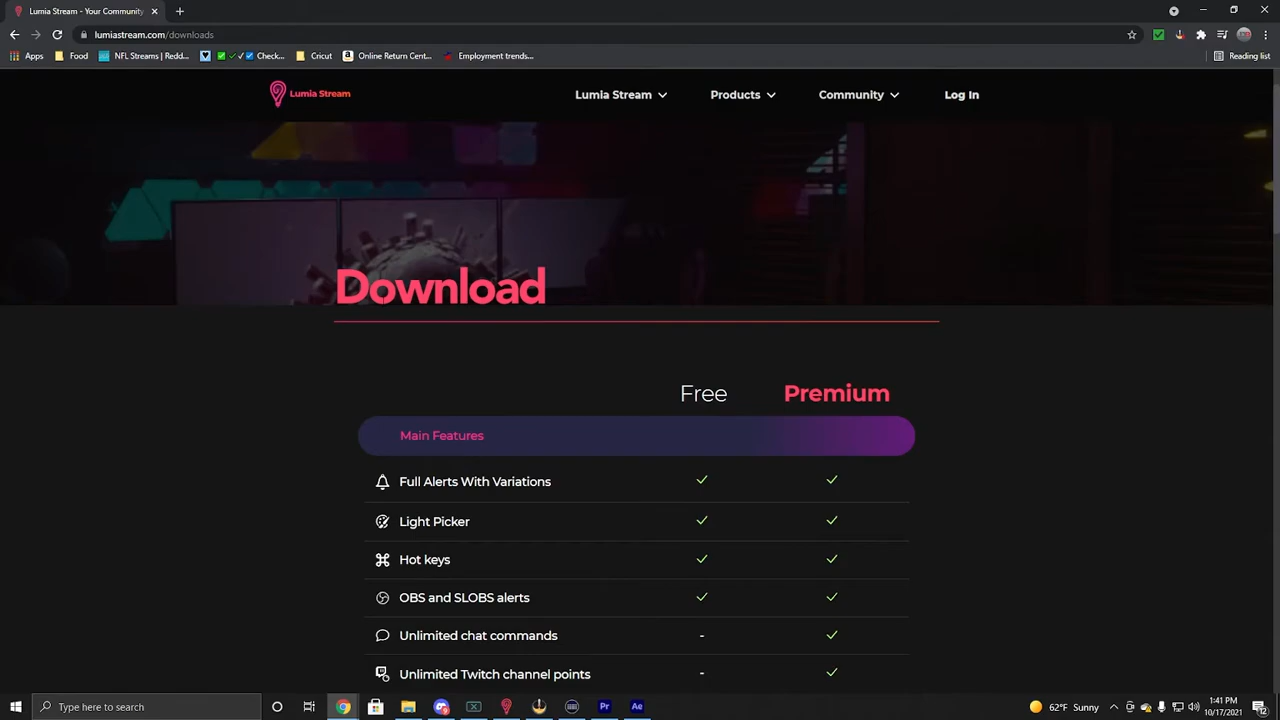 Lumia Stream - Your Community
lumiastream.com/downloads
Apps
Food
NFL Streams | Redd...
Check...
Cricut
Online Return Cent...
Employment trends...
Reading list
Lumia Stream
Lumia Stream
Products
Community
Log In
Download
Free
Premium
Main Features
Full Alerts With Variations
Light Picker
Hot keys
OBS and SLOBS alerts
Unlimited chat commands
-
Unlimited Twitch channel points
-
Type here to search
Pr
Ae
62°F Sunny
1:41 PM
10/17/2021